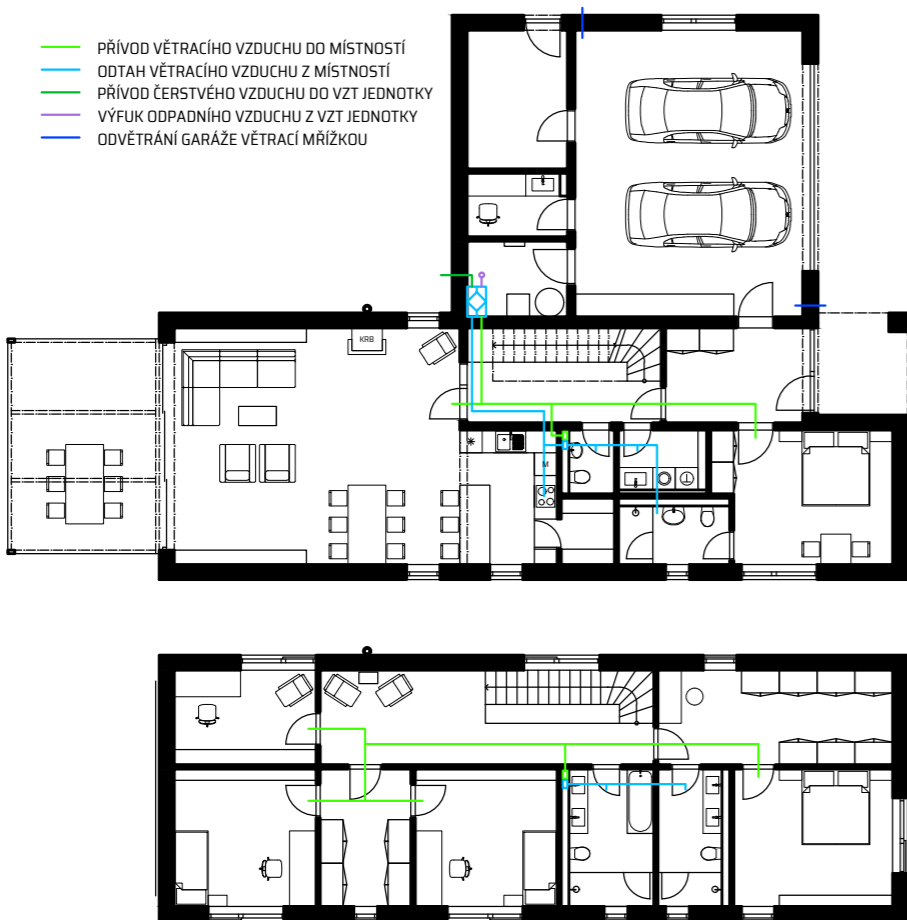 PŘÍVOD VĚTRACÍHO VZDUCHU DO MÍSTNOSTÍ
ODTAH VĚTRACÍHO VZDUCHU Z MÍSTNOSTÍ
PŘÍVOD ČERSTVÉHO VZDUCHU DO VZT JEDNOTKY
VÝFUK ODPADNÍHO VZDUCHU Z VZT JEDNOTKY
ODVĚTRÁNÍ GARÁŽE VĚTRACÍ MŘÍŽKOU
KRB
M